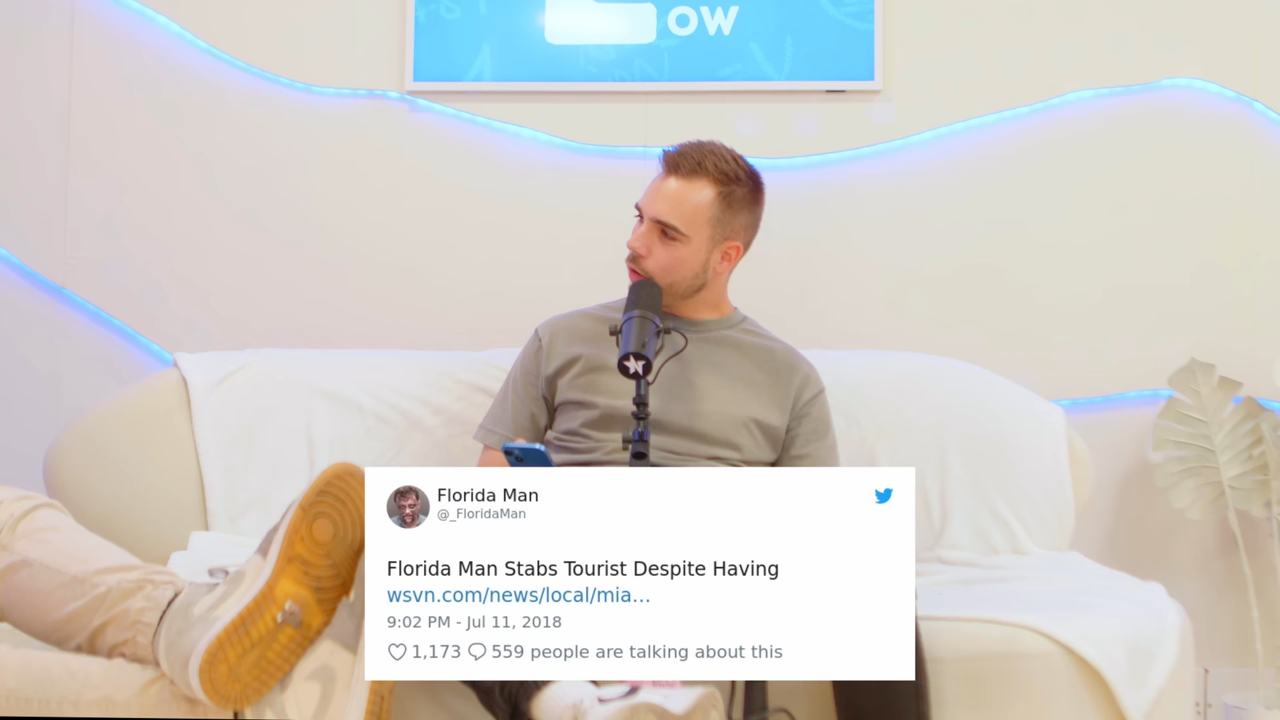 OW
Florida Man
@_FloridaMan
Florida Man Stabs Tourist Despite Having
wsvn.com/news/local/mia...
9:02 PM - Jul 11, 2018
1,173 559 people are talking about this